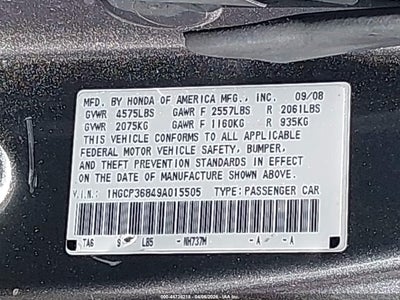 MFD. BY HONDA OF AMERICA MFG., INC. 09/08
GVWR 4575LBS GAWR F 2557LBS R 2061LBS
GVWR 2075KG GAWR F 1160KG R 935KG
THIS VEHICLE CONFORMS TO ALL APPLICABLE
FEDERAL MOTOR VEHICLE SAFETY, BUMPER,
AND THEFT PREVENTION STANDARDS IN EFFECT
ON THE DATE OF MANUFACTURE SHOWN ABOVE.
V.I.N: 1HGCP36849A015505 TYPE: PASSENGER CAR
TA6 LB5 - NH737M -A -A